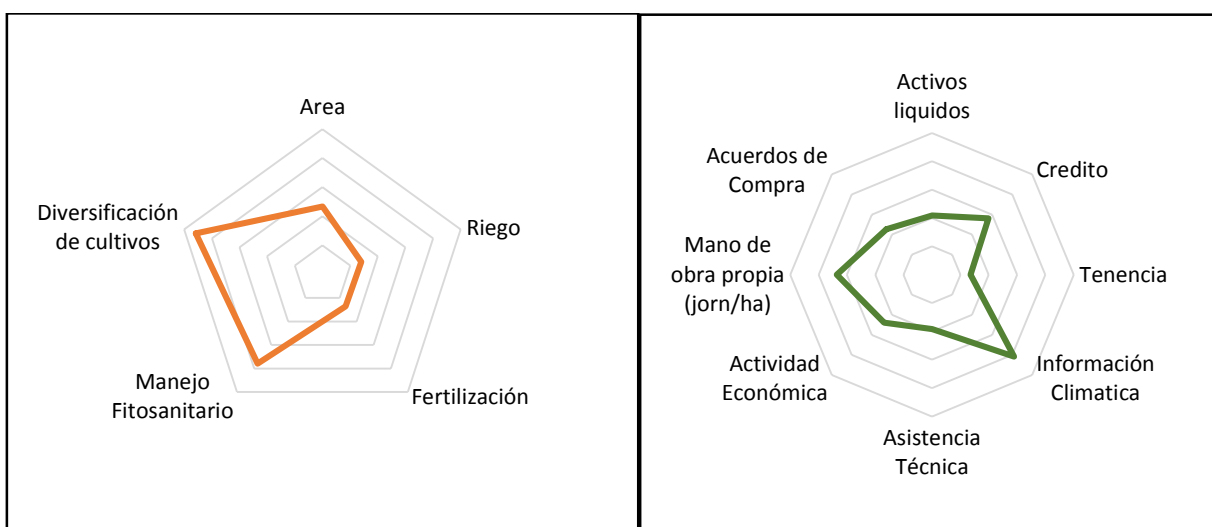 Area
Riego
Fertilización
Manejo
Fitosanitario
Diversificación
de cultivos
Activos
liquidos
Credito
Tenencia
Información
Climatica
Asistencia
Técnica
Actividad
Económica
Mano de
obra propia
(jorn/ha)
Acuerdos de
Compra